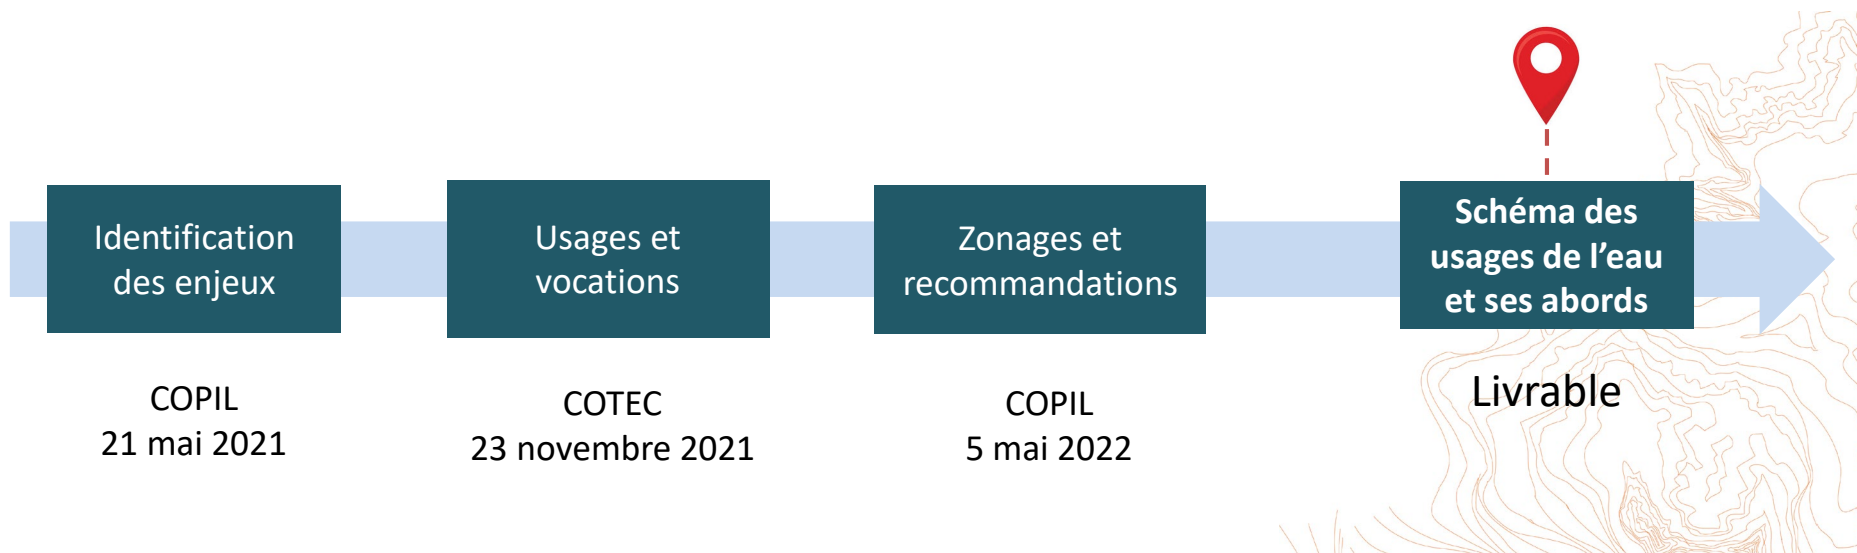 Identification
des enjeux
COPIL
21 mai 2021
Usages et
vocations
COTEC
23 novembre 2021
Zonages et
recommandations
COPIL
5 mai 2022
Schéma des
usages de l’eau
et ses abords
Livrable